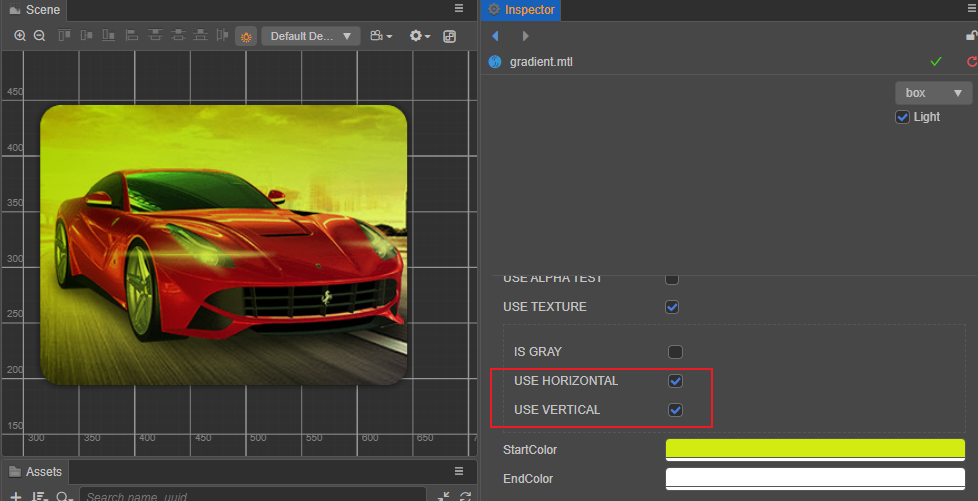 Scene
Default De...
450
400
350
300
250
200
150
300
350
400
450
500
550
600
650
Assets
Search name, uuid
Inspector
gradient.mtl
box
Light
USE ALPHA TEST
USE TEXTURE
IS GRAY
USE HORIZONTAL
USE VERTICAL
StartColor
EndColor